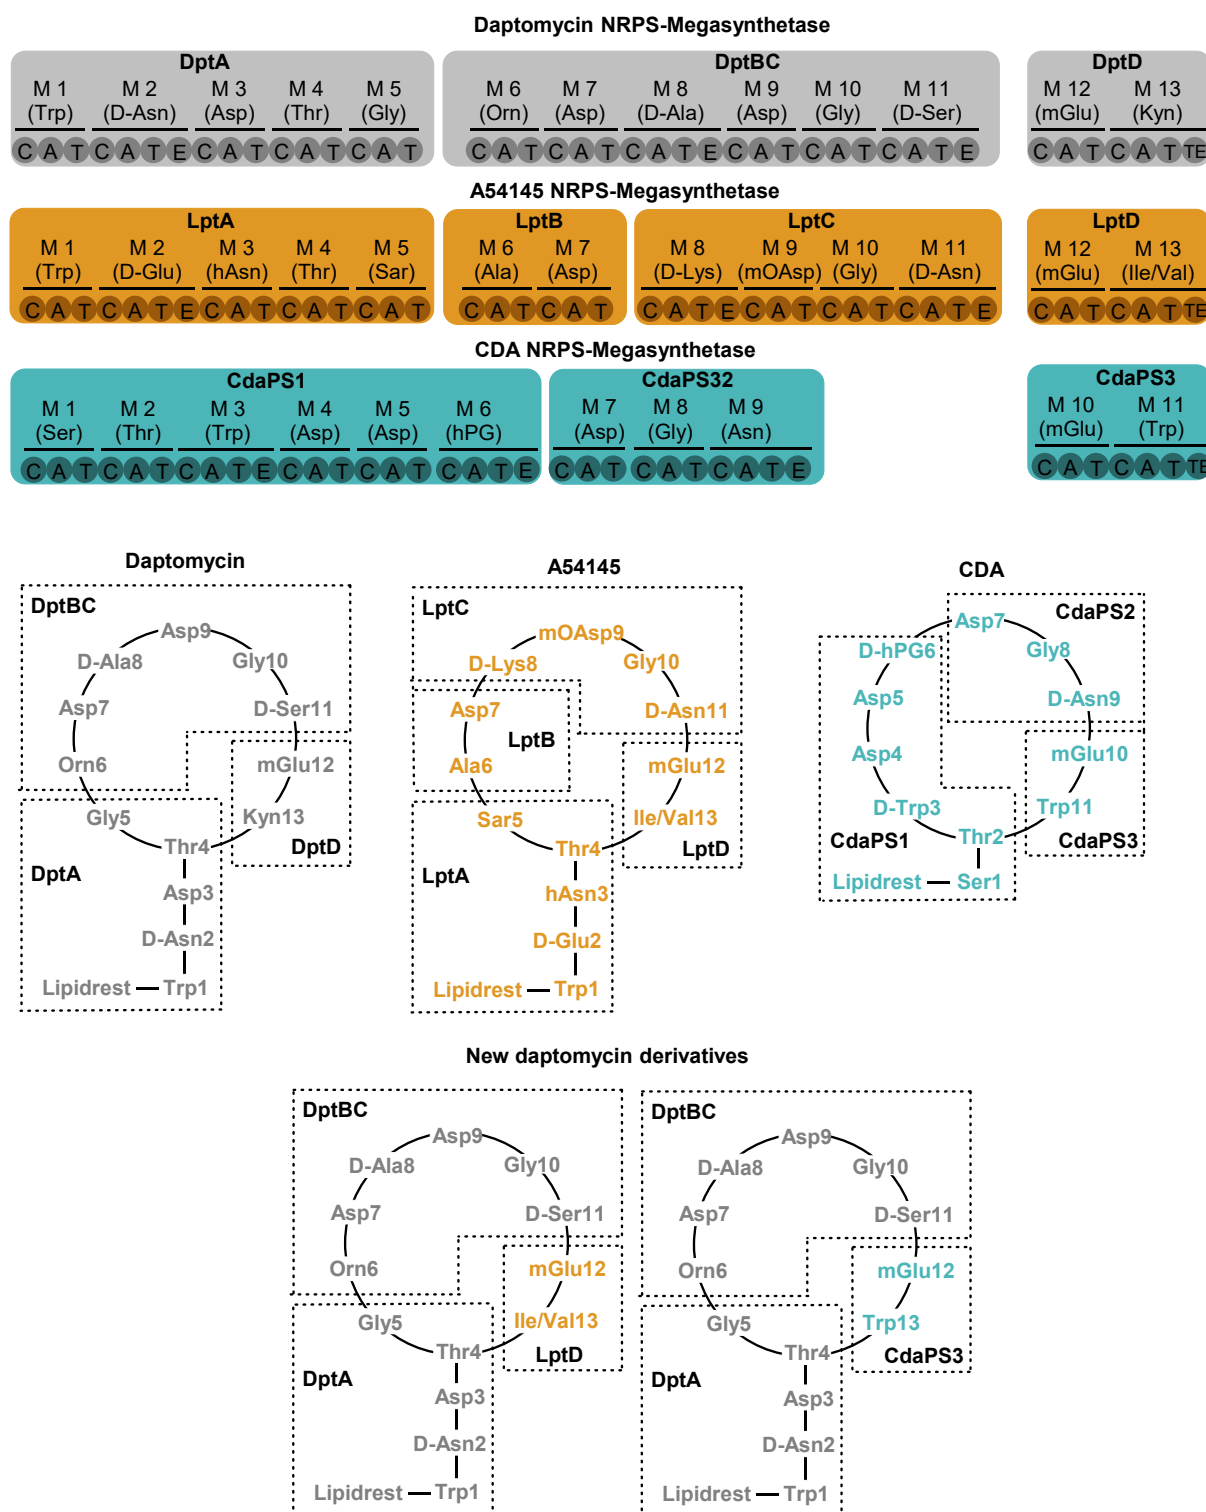 Daptomycin NRPS-Megasynthetase
DptA
DptBC
DptD
M 1 M 2 M 3 M 4 M 5
(Trp) (D-Asn) (Asp) (Thr) (Gly)
M 6 M 7 M 8 M 9 M 10 M 11
(Orn) (Asp) (D-Ala) (Asp) (Gly) (D-Ser)
M 12 M 13
(mGlu) (Kyn)
C A T C A T E C A T C A T C A T
C A T C A T C A T E C A T C A T C A T E
C A T C A T TE
A54145 NRPS-Megasynthetase
LptA
LptB
LptC
LptD
M 1 M 2 M 3 M 4 M 5
(Trp) (D-Glu) (hAsn) (Thr) (Sar)
M 6 M 7
(Ala) (Asp)
M 8 M 9 M 10 M 11
(D-Lys) (mOAsp) (Gly) (D-Asn)
M 12 M 13
(mGlu) (Ile/Val)
C A T C A T E C A T C A T C A T
C A T C A T
C A T E C A T C A T C A T E
C A T C A T TE
CDA NRPS-Megasynthetase
CdaPS1
CdaPS32
CdaPS3
M 1 M 2 M 3 M 4 M 5 M 6
(Ser) (Thr) (Trp) (Asp) (Asp) (hPG)
M 7 M 8 M 9
(Asp) (Gly) (Asn)
M 10 M 11
(mGlu) (Trp)
C A T C A T C A T E C A T C A T C A T E
C A T C A T C A T E
C A T C A T TE
Daptomycin
DptBC
Asp9
D-Ala8
Gly10
Asp7
D-Ser11
Orn6
mGlu12
Gly5
Kyn13
Thr4
DptD
DptA
Asp3
D-Asn2
Lipidrest
Trp1
A54145
LptC
mOAsp9
D-Lys8
Gly10
Asp7
D-Asn11
LptB
Ala6
mGlu12
Sar5
Ile/Val13
Thr4
LptD
LptA
hAsn3
D-Glu2
Lipidrest
Trp1
CDA
CdaPS2
Asp7
D-hPG6
Gly8
Asp5
D-Asn9
Asp4
mGlu10
D-Trp3
Trp11
CdaPS1
Thr2
CdaPS3
Lipidrest
Ser1
New daptomycin derivatives
DptBC
Asp9
D-Ala8
Gly10
Asp7
D-Ser11
Orn6
mGlu12
Gly5
Ile/Val13
Thr4
LptD
DptA
Asp3
D-Asn2
Lipidrest
Trp1
DptBC
Asp9
D-Ala8
Gly10
Asp7
D-Ser11
Orn6
mGlu12
Gly5
Trp13
Thr4
CdaPS3
DptA
Asp3
D-Asn2
Lipidrest
Trp1